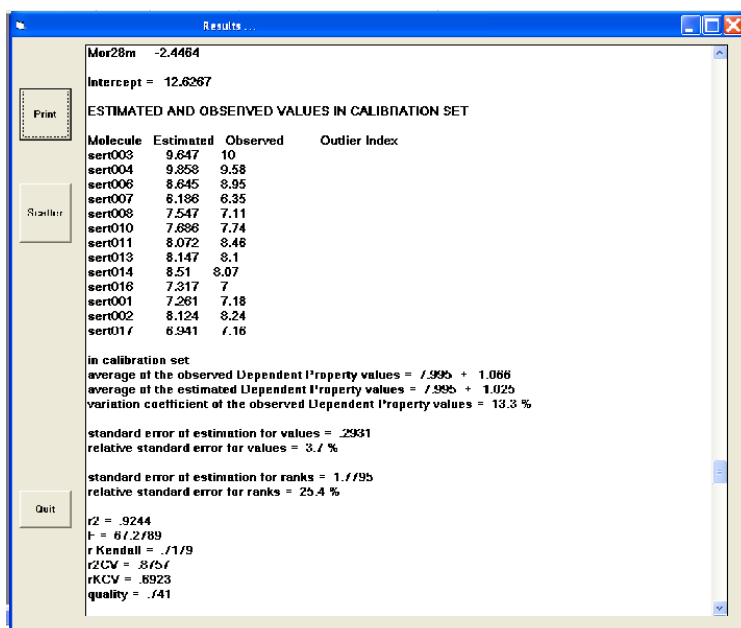 Results ...
Print
Scatter
Quit
Mor28m -2.4464
Intercept = 12.6267
ESTIMATED AND OBSERVED VALUES IN CALIBRATION SET
Molecule Estimated Observed Outlier Index
sert003 9.647 10
sert004 9.858 9.58
sert006 8.645 8.95
sert007 6.186 6.35
sert008 7.547 7.11
sert010 7.686 7.74
sert011 8.072 8.46
sert013 8.147 8.1
sert014 8.51 8.07
sert016 7.317 7
sert001 7.261 7.18
sert002 8.124 8.24
sert017 6.941 7.16
in calibration set
average of the observed Dependent Property values = 7.995 + 1.066
average of the estimated Dependent Property values = 7.995 + 1.025
variation coefficient of the observed Dependent Property values = 13.3 %
standard error of estimation for values = .2931
relative standard error for values = 3.7 %
standard error of estimation for ranks = 1.7795
relative standard error for ranks = 25.4 %
r2 = .9244
F = 67.2789
r Kendall = .7179
r2CV = .8757
rKCV = .6923
quality = .741